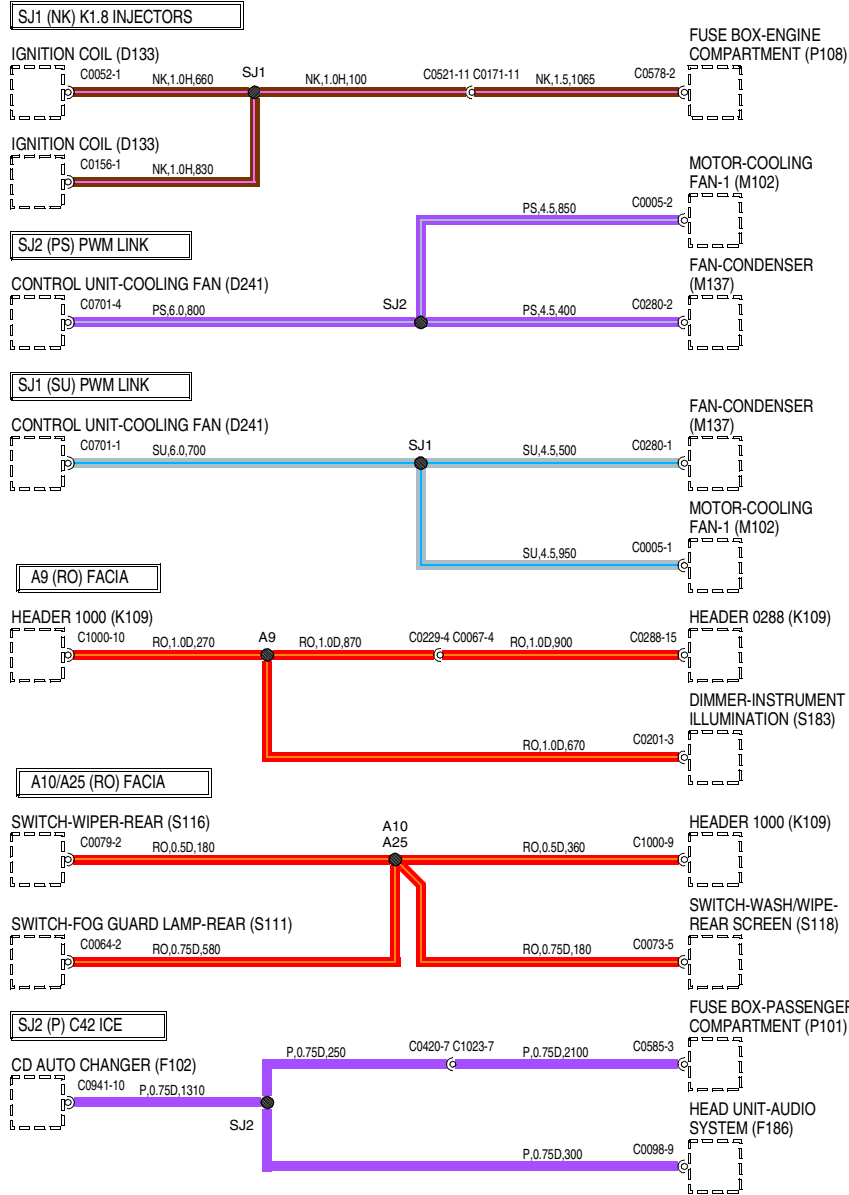 SJ1 (NK) K1.8 INJECTORS
IGNITION COIL (D133)
C0052-1
NK,1.0H,660
SJ1
NK,1.0H,100
C0521-11 C0171-11
NK,1.5,1065
C0578-2
FUSE BOX-ENGINE
COMPARTMENT (P108)
IGNITION COIL (D133)
C0156-1
NK,1.0H,830
MOTOR-COOLING
FAN-1 (M102)
PS,4.5,850
C0005-2
SJ2 (PS) PWM LINK
CONTROL UNIT-COOLING FAN (D241)
C0701-4
PS,6.0,800
SJ2
PS,4.5,400
C0280-2
FAN-CONDENSER
(M137)
SJ1 (SU) PWM LINK
CONTROL UNIT-COOLING FAN (D241)
C0701-1
SU,6.0,700
SJ1
SU,4.5,500
C0280-1
FAN-CONDENSER
(M137)
MOTOR-COOLING
FAN-1 (M102)
SU,4.5,950
C0005-1
A9 (RO) FACIA
HEADER 1000 (K109)
C1000-10
RO,1.0D,270
A9
RO,1.0D,870
C0229-4 C0067-4
RO,1.0D,900
C0288-15
HEADER 0288 (K109)
DIMMER-INSTRUMENT
ILLUMINATION (S183)
RO,1.0D,670
C0201-3
A10/A25 (RO) FACIA
SWITCH-WIPER-REAR (S116)
C0079-2
RO,0.5D,180
A10
A25
RO,0.5D,360
C1000-9
HEADER 1000 (K109)
SWITCH-FOG GUARD LAMP-REAR (S111)
C0064-2
RO,0.75D,580
RO,0.75D,180
C0073-5
SWITCH-WASH/WIPE-
REAR SCREEN (S118)
SJ2 (P) C42 ICE
CD AUTO CHANGER (F102)
C0941-10
P,0.75D,1310
SJ2
P,0.75D,250
C0420-7 C1023-7
P,0.75D,2100
C0585-3
FUSE BOX-PASSENGER
COMPARTMENT (P101)
HEAD UNIT-AUDIO
SYSTEM (F186)
P,0.75D,300
C0098-9